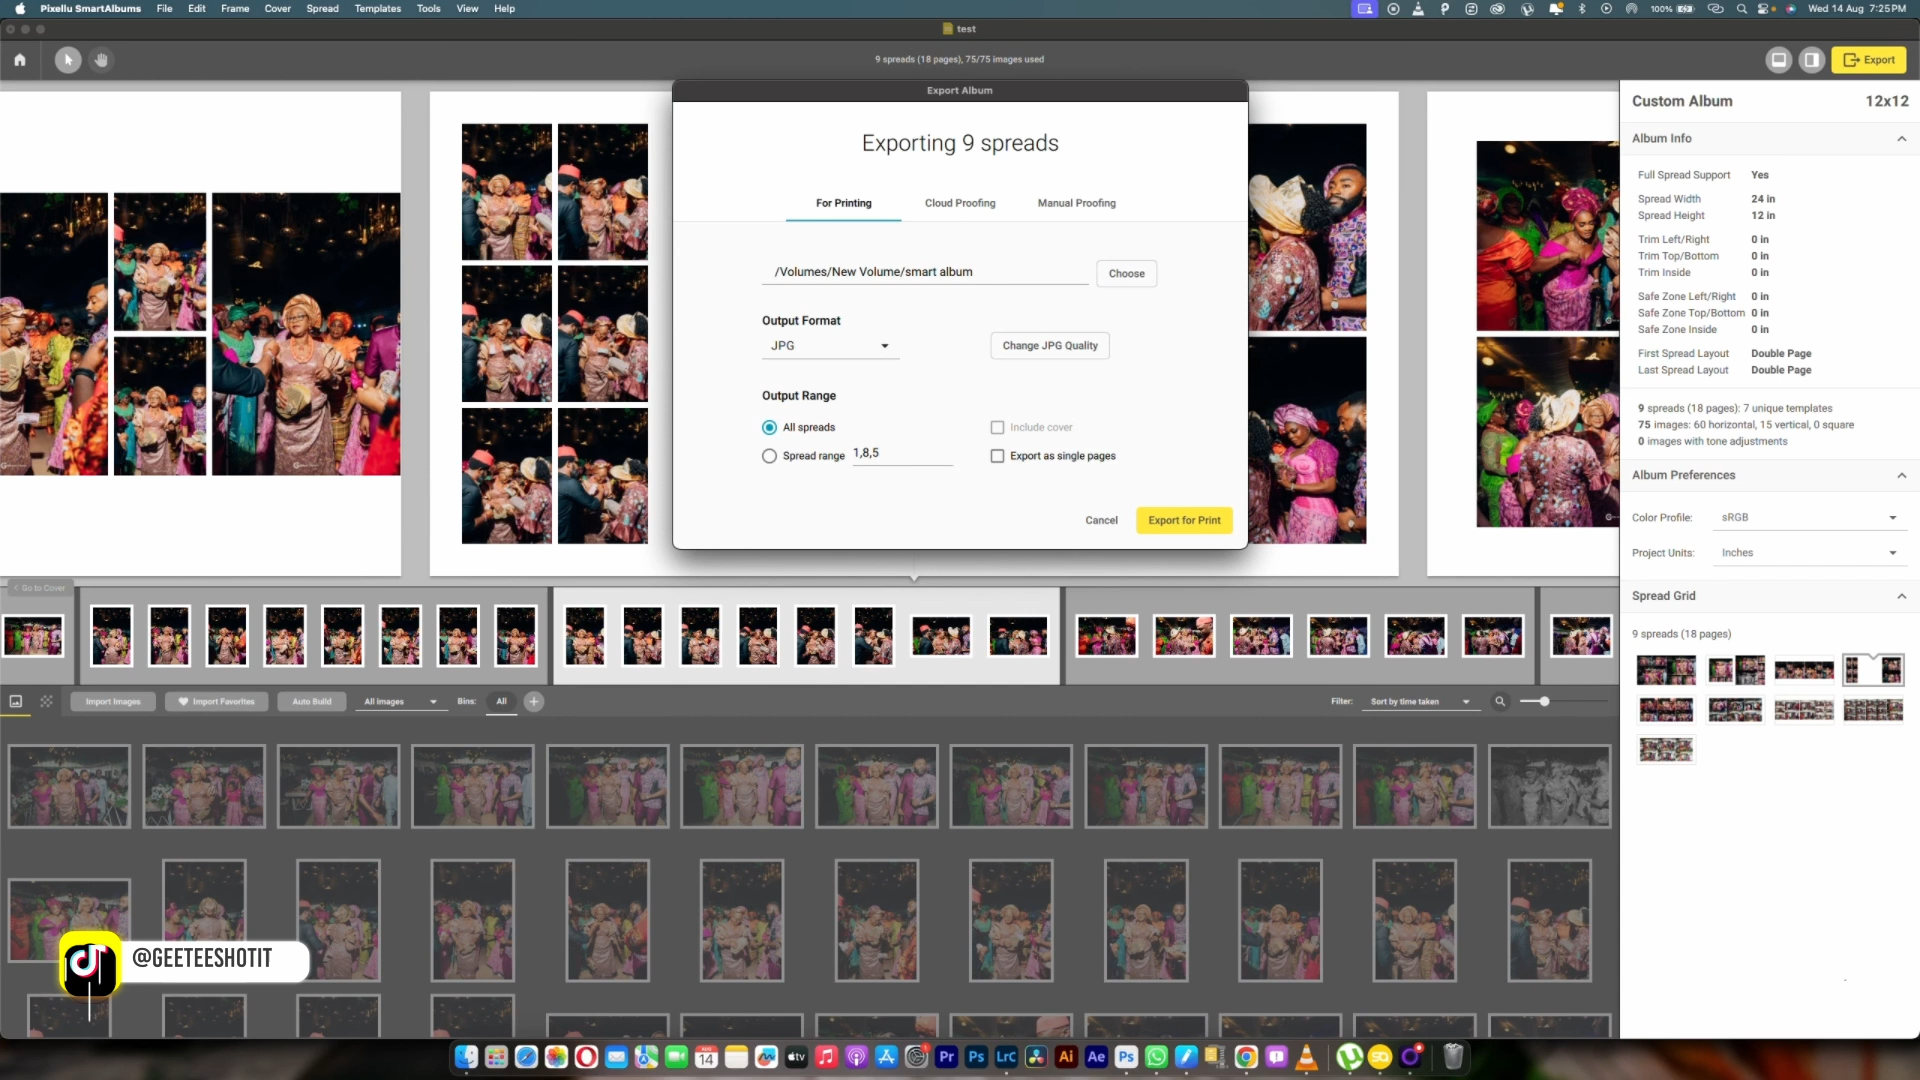 Pixellu SmartAlbums File Edit Frame Cover Spread Templates Tools View Help
100% Wed 14 Aug 7:25PM
test
9 spreads (18 pages), 75/75 images used
Export
Export Album
Exporting 9 spreads
For Printing Cloud Proofing Manual Proofing
/Volumes/New Volume/smart album Choose
Output Format
JPG Change JPG Quality
Output Range
All spreads Include cover
Spread range 1,8,5 Export as single pages
Cancel Export for Print
Custom Album 12x12
Album Info
Full Spread Support Yes
Spread Width 24 in
Spread Height 12 in
Trim Left/Right 0 in
Trim Top/Bottom 0 in
Trim Inside 0 in
Safe Zone Left/Right 0 in
Safe Zone Top/Bottom 0 in
Safe Zone Inside 0 in
First Spread Layout Double Page
Last Spread Layout Double Page
9 spreads (18 pages): 7 unique templates
75 images: 60 horizontal, 15 vertical, 0 square
0 images with tone adjustments
Album Preferences
Color Profile: sRGB
Project Units: Inches
Spread Grid
9 spreads (18 pages)
< Go to Cover
Import Images Import Favorites Auto Build All Images Bins: All + Filter: Sort by time taken
@GEETEESHOTIT
AUG
14
tv
Pr Ps LrC Ai Ae Ps